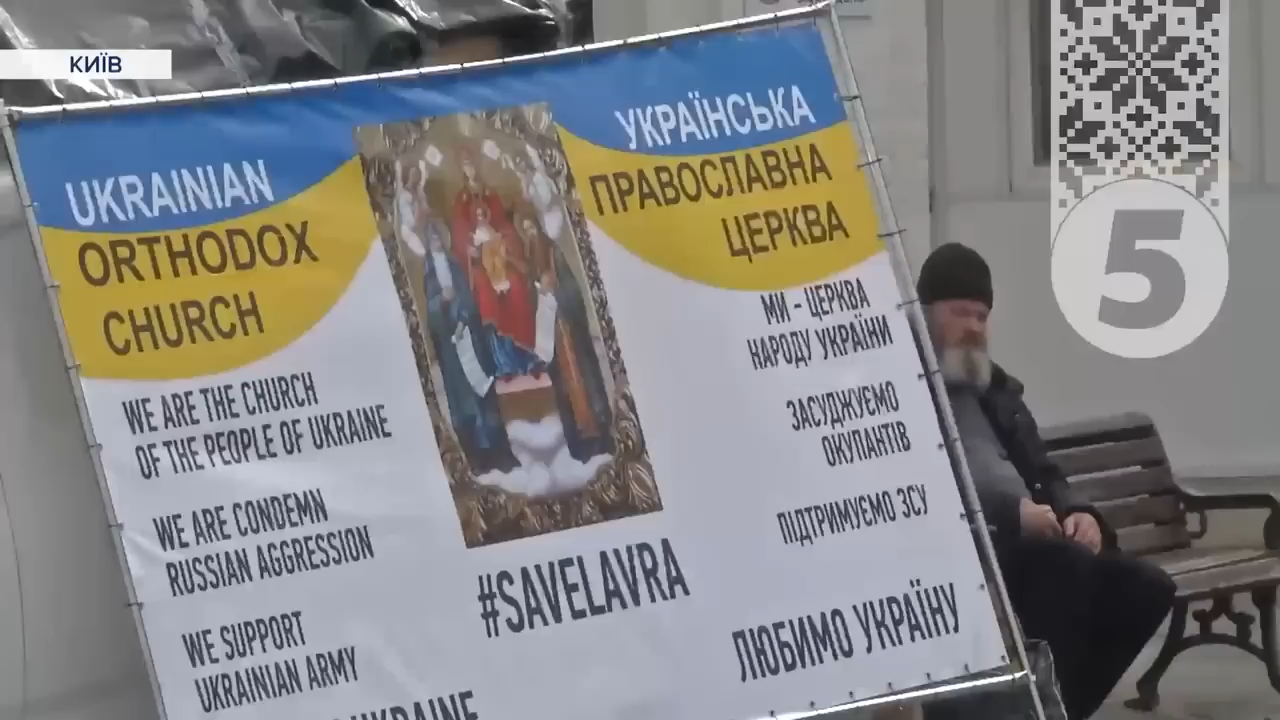 КИЇВ
5
UKRAINIAN
ORTHODOX
CHURCH
WE ARE THE CHURCH
OF THE PEOPLE OF UKRAINE
WE ARE CONDEMN
RUSSIAN AGGRESSION
WE SUPPORT
UKRAINIAN ARMY
UKRAINE
#SAVELAVRA
УКРАЇНСЬКА
ПРАВОСЛАВНА
ЦЕРКВА
МИ – ЦЕРКВА
НАРОДУ УКРАЇНИ
ЗАСУДЖУЄМО
ОКУПАНТІВ
ПІДТРИМУЄМО ЗСУ
ЛЮБИМО УКРАЇНУ